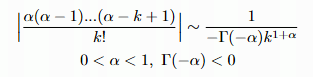 |α(α − 1)...(α − k + 1) / k!| ∼ 1 / −Γ(−α)k^{1+α}
0 < α < 1, Γ(−α) < 0